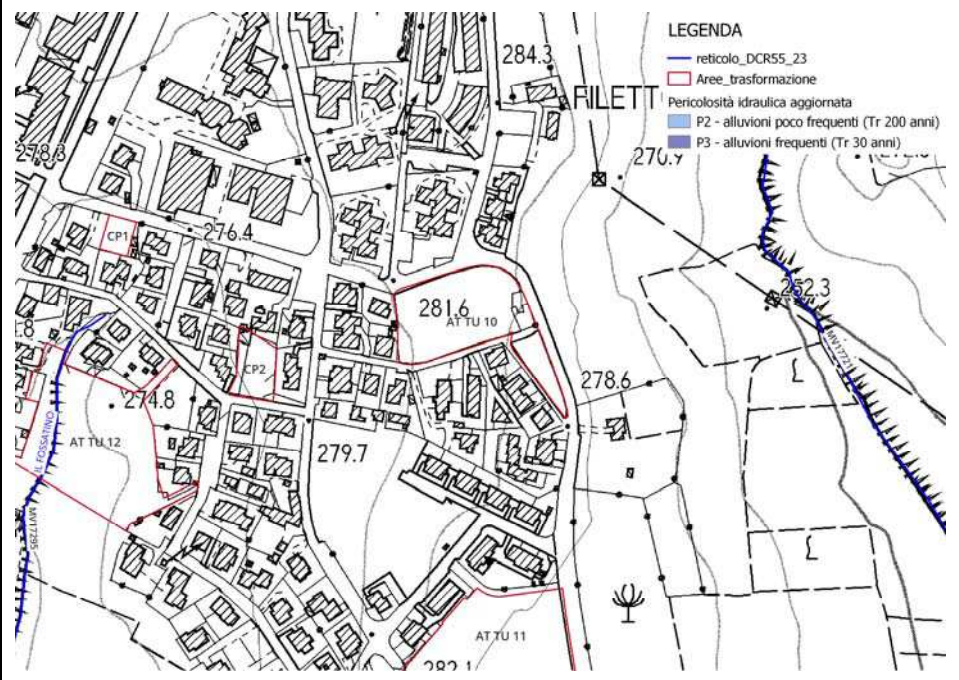 LEGENDA
reticolo_DCR55_23
Aree_trasformazione
Pericolosità idraulica aggiornata
P2 - alluvioni poco frequenti (Tr 200 anni)
P3 - alluvioni frequenti (Tr 30 anni)
284.3
278.3
270.9
CP1
276.4
252.3
281.6
AT TU 10
MV17721
CP2
278.6
274.8
AT TU 12
IL FOSSATINO
279.7
MV17295
AT TU 11
282.1